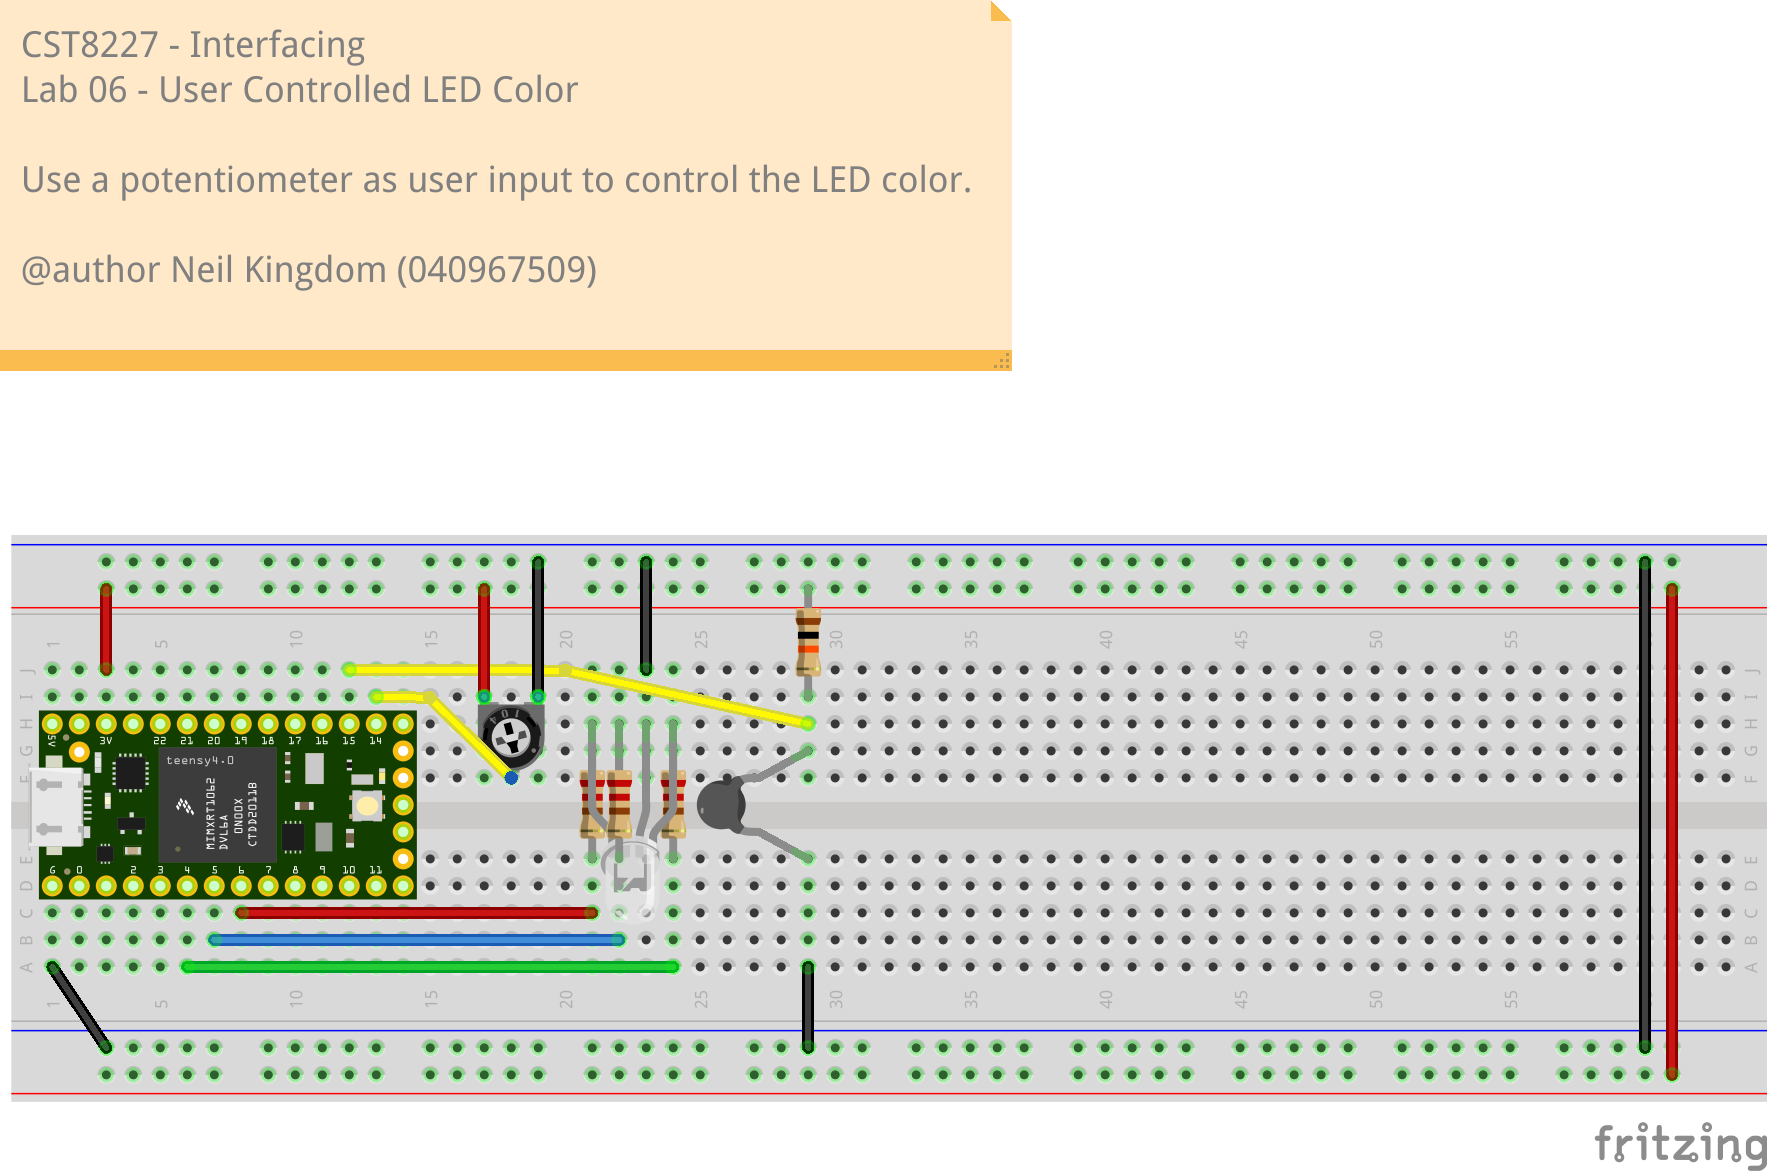 CST8227 - Interfacing
Lab 06 - User Controlled LED Color
Use a potentiometer as user input to control the LED color.
@author Neil Kingdom (040967509)
1 5 10 15 20 25 30 35 40 45 50 55
J J
I I
H H
G G
F F
E
D D
C C
B B
A A
104
5V 3V 22 21 20 19 18 17 16 15 14
teensy4.0
MIMXRT1062
DVL6A
0N00X
CTDD2011B
G 0 2 3 4 5 6 7 8 9 10 11
1 5 10 15 20 25 30 35 40 45 50 55
fritzing